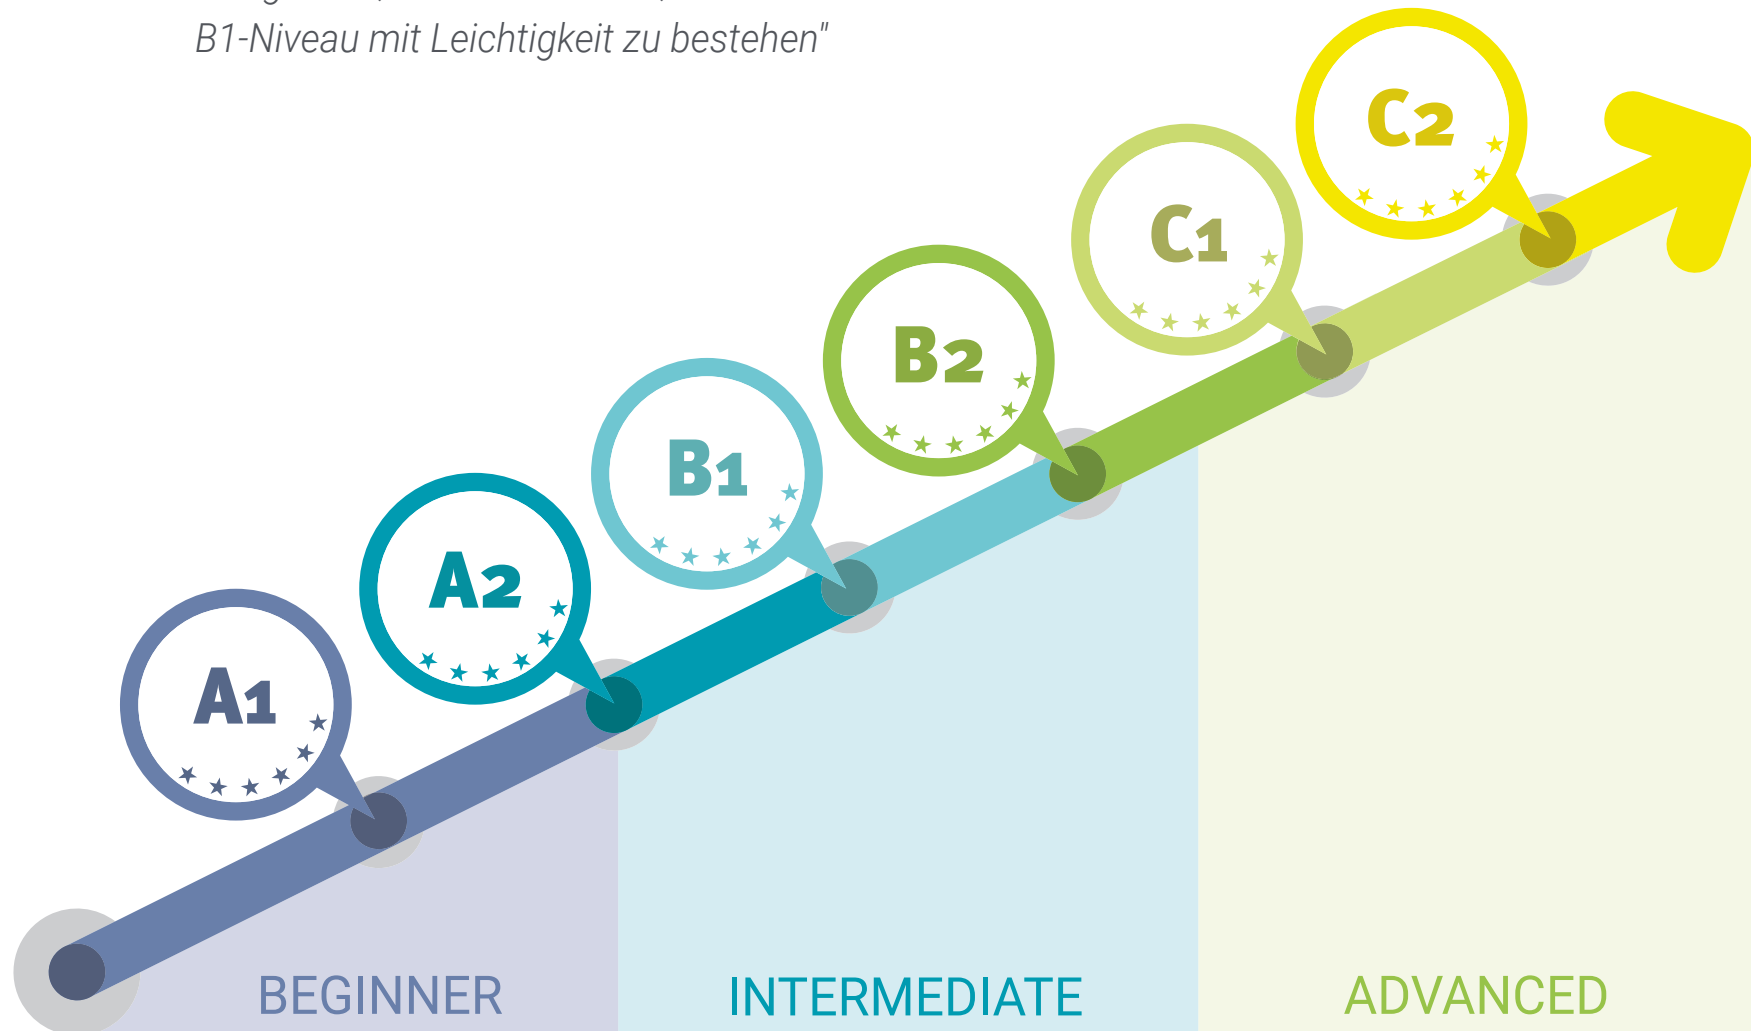 B1-Niveau mit Leichtigkeit zu bestehen"
C2
C1
B2
B1
A2
A1
BEGINNER
INTERMEDIATE
ADVANCED